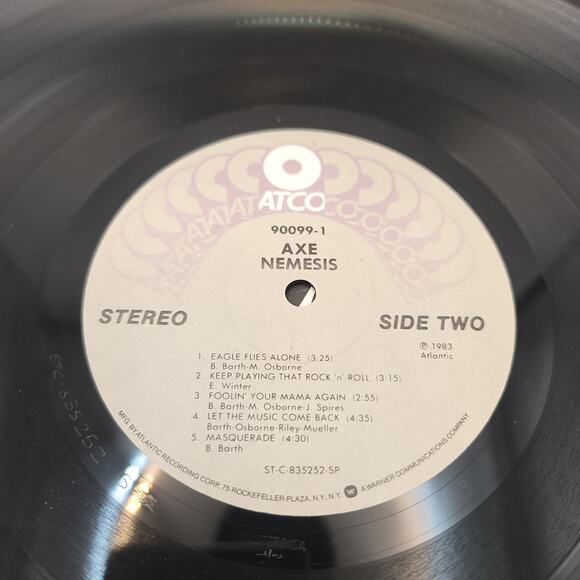 ATCO
90099-1
AXE
NEMESIS
STEREO
SIDE TWO
℗ 1983
Atlantic
1. EAGLE FLIES ALONE (3:25)
B. Barth-M. Osborne
2. KEEP PLAYING THAT ROCK 'n' ROLL (3:15)
E. Winter
3. FOOLIN' YOUR MAMA AGAIN (2:55)
B. Barth-M. Osborne-J. Spires
4. LET THE MUSIC COME BACK (4:35)
Barth-Osborne-Riley-Mueller
5. MASQUERADE (4:30)
B. Barth
ST-C-835252-SP
MFG. BY ATLANTIC RECORDING CORP. 75 ROCKEFELLER PLAZA, N.Y. N.Y. A WARNER COMMUNICATIONS COMPANY